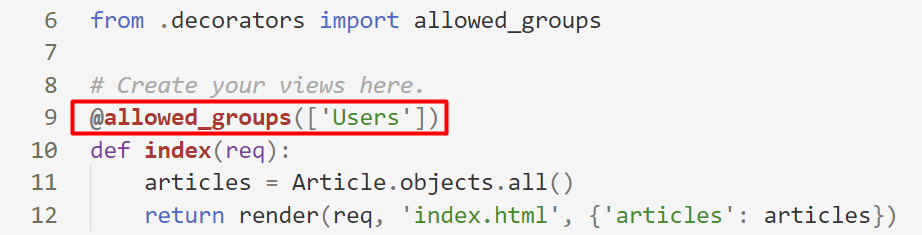 6 from .decorators import allowed_groups
7
8 # Create your views here.
9 @allowed_groups(['Users'])
10 def index(req):
11     articles = Article.objects.all()
12     return render(req, 'index.html', {'articles': articles})